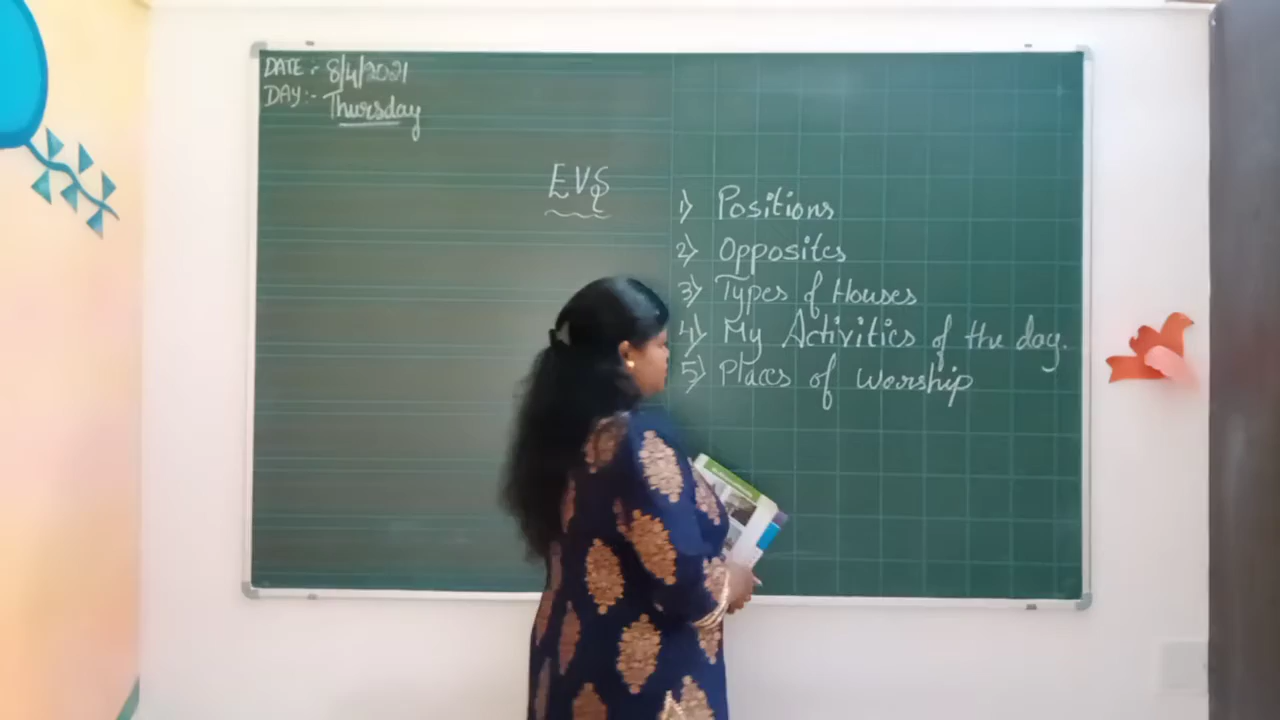 DATE :- 8/4/2021
DAY :- Thursday
EVS
1) Positions
2) Opposites
3) Types of Houses
4) My Activities of the day.
5) Places of Worship